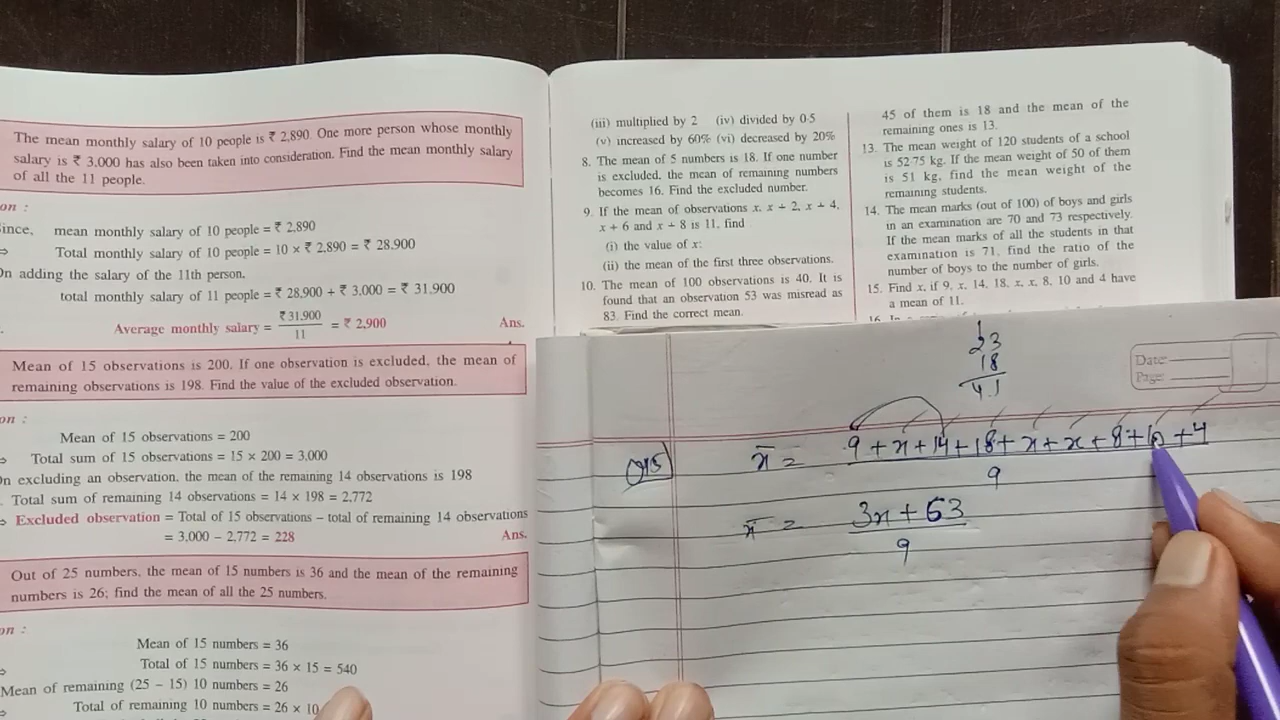 The mean monthly salary of 10 people is ₹ 2,890. One more person whose monthly
salary is ₹ 3,000 has also been taken into consideration. Find the mean monthly salary
of all the 11 people.
on :
Since, mean monthly salary of 10 people = ₹ 2,890
⇒ Total monthly salary of 10 people = 10 × ₹ 2,890 = ₹ 28,900
On adding the salary of the 11th person,
total monthly salary of 11 people = ₹ 28,900 + ₹ 3,000 = ₹ 31,900
Average monthly salary = ₹ 31,900 / 11 = ₹ 2,900 Ans.
Mean of 15 observations is 200. If one observation is excluded, the mean of
remaining observations is 198. Find the value of the excluded observation.
on :
Mean of 15 observations = 200
⇒ Total sum of 15 observations = 15 × 200 = 3,000
On excluding an observation, the mean of the remaining 14 observations is 198
Total sum of remaining 14 observations = 14 × 198 = 2,772
⇒ Excluded observation = Total of 15 observations – total of remaining 14 observations
= 3,000 – 2,772 = 228 Ans.
Out of 25 numbers, the mean of 15 numbers is 36 and the mean of the remaining
numbers is 26; find the mean of all the 25 numbers.
on :
Mean of 15 numbers = 36
⇒ Total of 15 numbers = 36 × 15 = 540
Mean of remaining (25 – 15) 10 numbers = 26
⇒ Total of remaining 10 numbers = 26 × 10
(iii) multiplied by 2 (iv) divided by 0·5
(v) increased by 60% (vi) decreased by 20%
8. The mean of 5 numbers is 18. If one number
is excluded, the mean of remaining numbers
becomes 16. Find the excluded number.
9. If the mean of observations x, x + 2, x + 4,
x + 6 and x + 8 is 11, find
(i) the value of x;
(ii) the mean of the first three observations.
10. The mean of 100 observations is 40. It is
found that an observation 53 was misread as
83. Find the correct mean.
45 of them is 18 and the mean of the
remaining ones is 13.
13. The mean weight of 120 students of a school
is 52·75 kg. If the mean weight of 50 of them
is 51 kg, find the mean weight of the
remaining students.
14. The mean marks (out of 100) of boys and girls
in an examination are 70 and 73 respectively.
If the mean marks of all the students in that
examination is 71, find the ratio of the
number of boys to the number of girls.
15. Find x, if 9, x, 14, 18, x, x, 8, 10 and 4 have
a mean of 11.
16. In
Date:
Page:
23
18
41
Q15 x̄ = 9 + x + 14 + 18 + x + x + 8 + 10 + 4 / 9
x̄ = 3x + 63 / 9